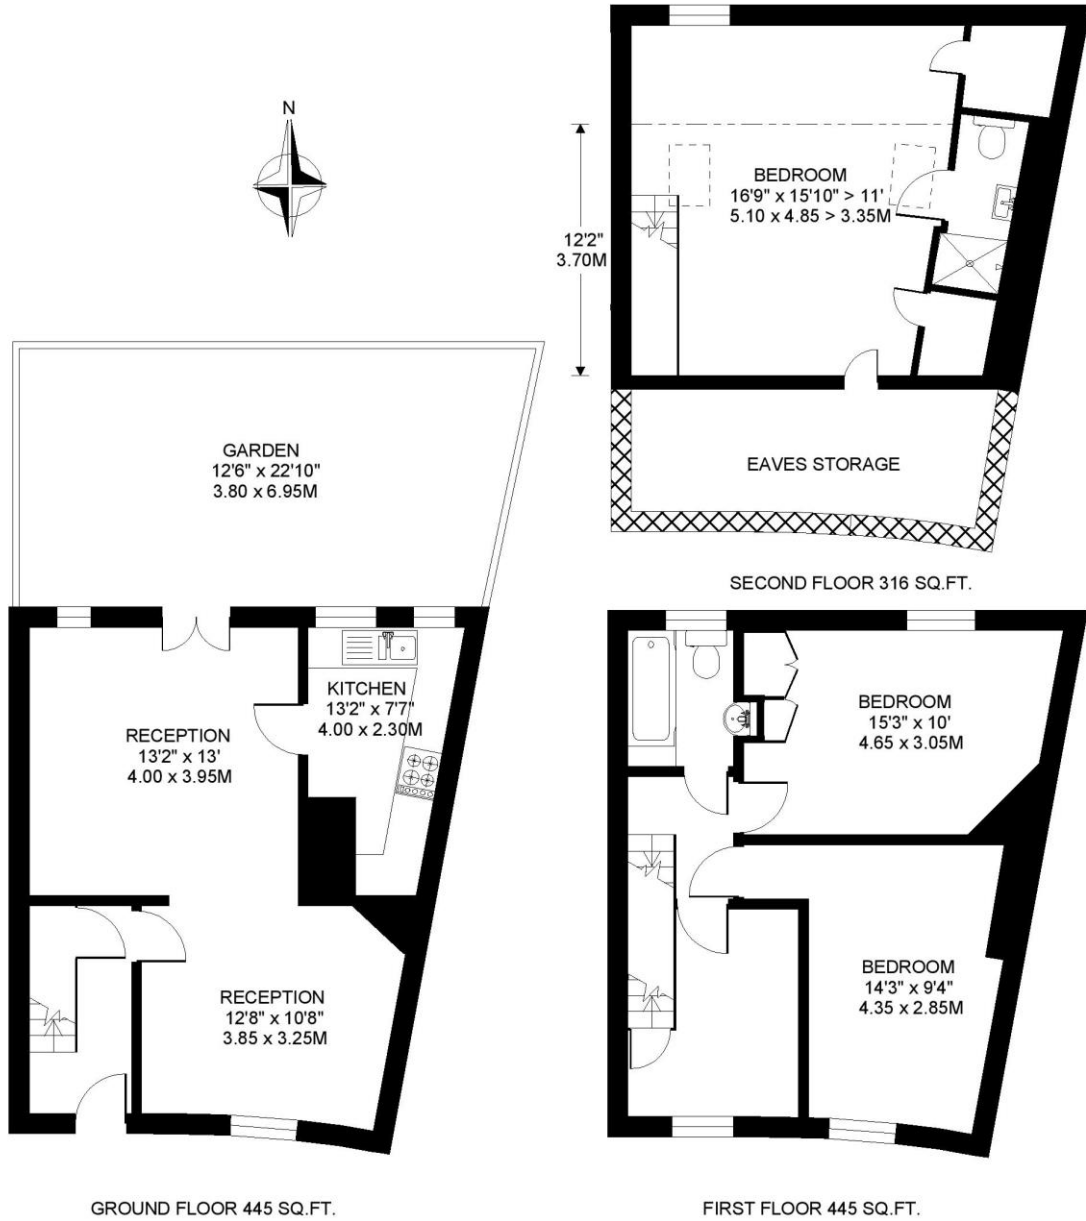 N
BEDROOM
16'9" x 15'10" > 11'
5.10 x 4.85 > 3.35M
12'2"
3.70M
EAVES STORAGE
SECOND FLOOR 316 SQ.FT.
GARDEN
12'6" x 22'10"
3.80 x 6.95M
KITCHEN
13'2" x 7'7"
4.00 x 2.30M
RECEPTION
13'2" x 13'
4.00 x 3.95M
RECEPTION
12'8" x 10'8"
3.85 x 3.25M
GROUND FLOOR 445 SQ.FT.
BEDROOM
15'3" x 10'
4.65 x 3.05M
BEDROOM
14'3" x 9'4"
4.35 x 2.85M
FIRST FLOOR 445 SQ.FT.